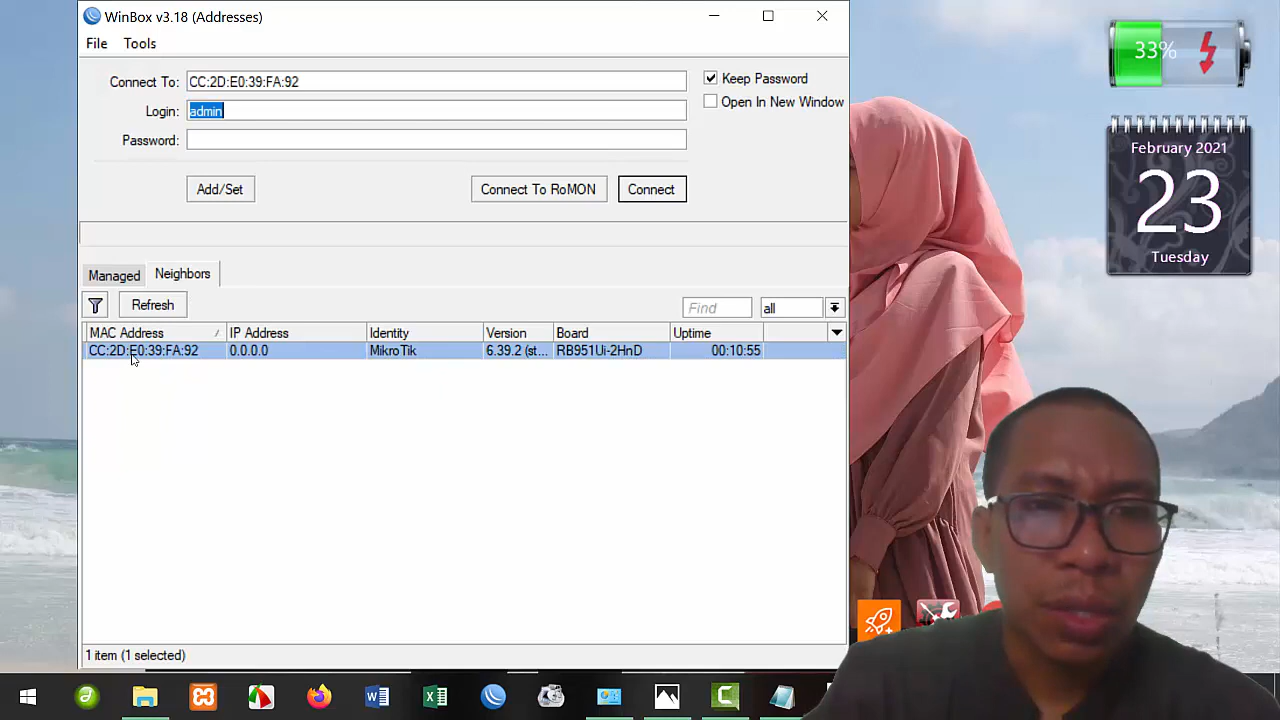 WinBox v3.18 (Addresses)
File Tools
Connect To: CC:2D:E0:39:FA:92
Keep Password
Login: admin
Open In New Window
Password:
Add/Set Connect To RoMON Connect
Managed Neighbors
Refresh Find all
MAC Address IP Address Identity Version Board Uptime
CC:2D:E0:39:FA:92 0.0.0.0 MikroTik 6.39.2 (st... RB951Ui-2HnD 00:10:55
1 item (1 selected)
33%
February 2021
23
Tuesday